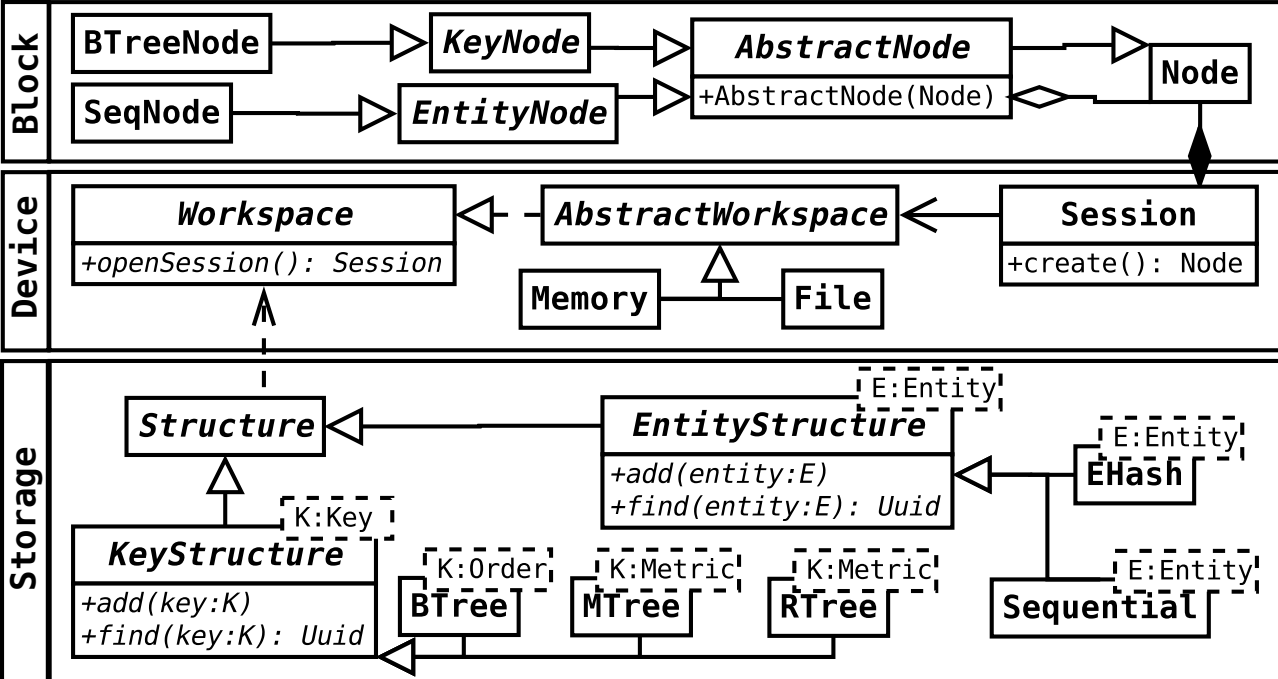 Block
BTreeNode
KeyNode
AbstractNode
+AbstractNode(Node)
Node
SeqNode
EntityNode
Device
Workspace
+openSession(): Session
AbstractWorkspace
Session
+create(): Node
Memory
File
Storage
Structure
E:Entity
EntityStructure
+add(entity:E)
+find(entity:E): Uuid
E:Entity
EHash
K:Key
KeyStructure
+add(key:K)
+find(key:K): Uuid
K:Order
BTree
K:Metric
MTree
K:Metric
RTree
E:Entity
Sequential